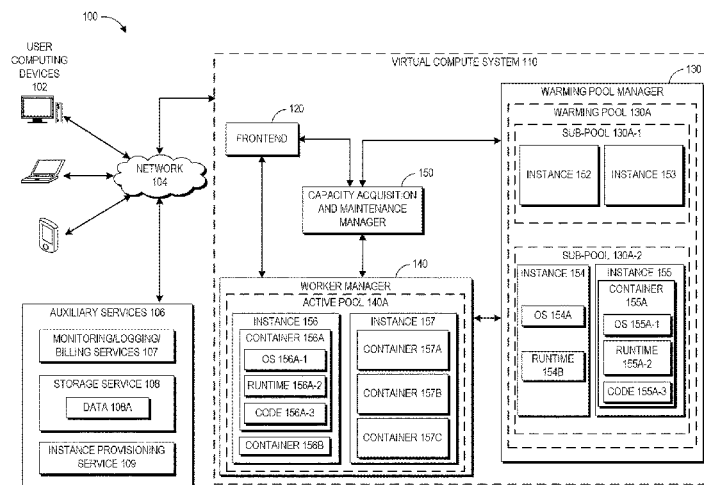 100
USER
COMPUTING
DEVICES
102
NETWORK
104
AUXILIARY SERVICES 106
MONITORING/LOGGING/
BILLING SERVICES 107
STORAGE SERVICE 108
DATA 108A
INSTANCE PROVISIONING
SERVICE 109
VIRTUAL COMPUTE SYSTEM 110
120
FRONTEND
150
CAPACITY ACQUISITION
AND MAINTENANCE
MANAGER
140
WORKER MANAGER
ACTIVE POOL 140A
INSTANCE 156
CONTAINER 156A
OS 156A-1
RUNTIME 156A-2
CODE 156A-3
CONTAINER 156B
INSTANCE 157
CONTAINER 157A
CONTAINER 157B
CONTAINER 157C
130
WARMING POOL MANAGER
WARMING POOL 130A
SUB-POOL 130A-1
INSTANCE 152
INSTANCE 153
SUB-POOL 130A-2
INSTANCE 154
OS 154A
RUNTIME
154B
INSTANCE 155
CONTAINER
155A
OS 155A-1
RUNTIME
155A-2
CODE 155A-3